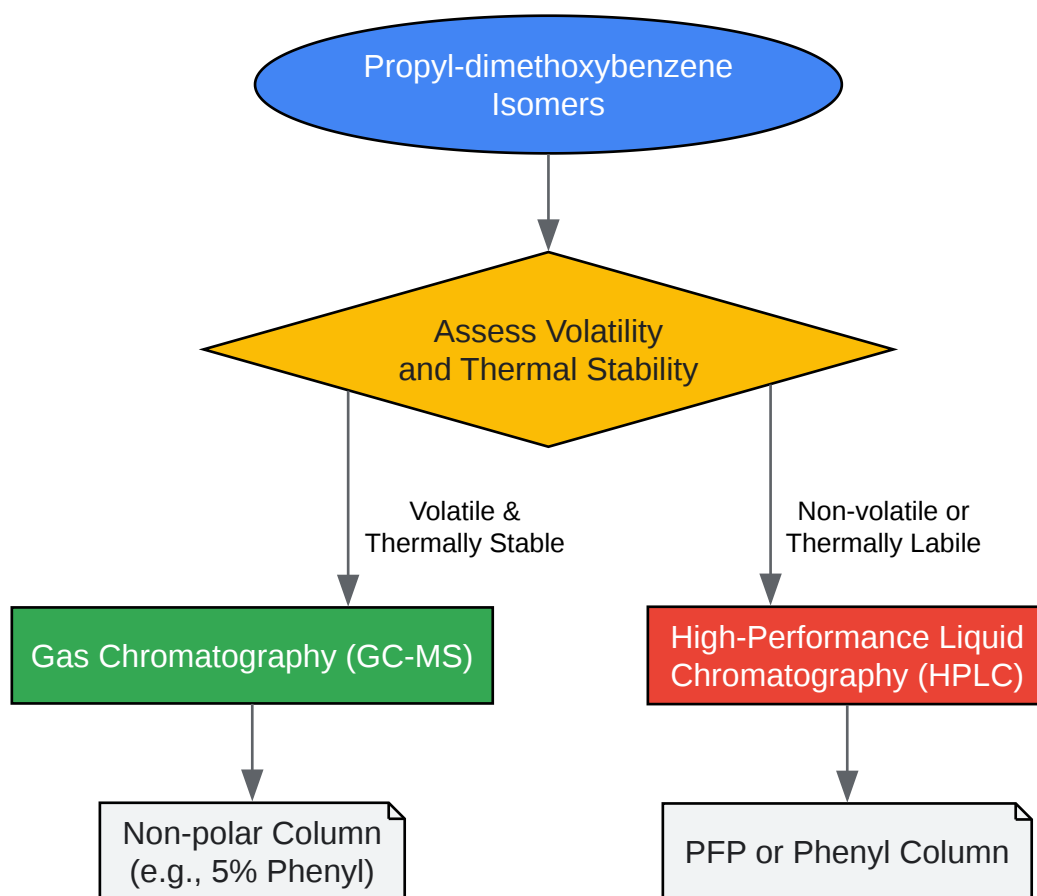 Propyl-dimethoxybenzene
Isomers
Assess Volatility
and Thermal Stability
Volatile &
Thermally Stable
Non-volatile or
Thermally Labile
Gas Chromatography (GC-MS)
High-Performance Liquid
Chromatography (HPLC)
Non-polar Column
(e.g., 5% Phenyl)
PFP or Phenyl Column